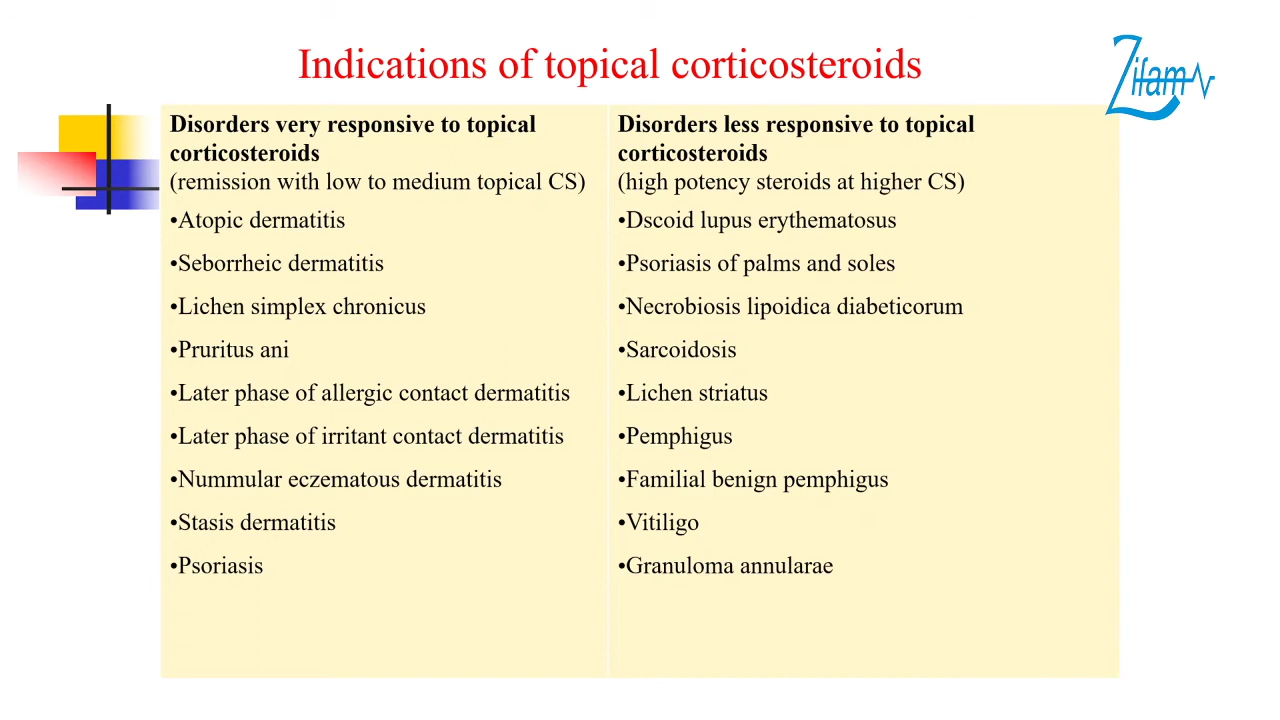 Indications of topical corticosteroids
Zifam
Disorders very responsive to topical
corticosteroids
(remission with low to medium topical CS)
•Atopic dermatitis
•Seborrheic dermatitis
•Lichen simplex chronicus
•Pruritus ani
•Later phase of allergic contact dermatitis
•Later phase of irritant contact dermatitis
•Nummular eczematous dermatitis
•Stasis dermatitis
•Psoriasis
Disorders less responsive to topical
corticosteroids
(high potency steroids at higher CS)
•Dscoid lupus erythematosus
•Psoriasis of palms and soles
•Necrobiosis lipoidica diabeticorum
•Sarcoidosis
•Lichen striatus
•Pemphigus
•Familial benign pemphigus
•Vitiligo
•Granuloma annularae